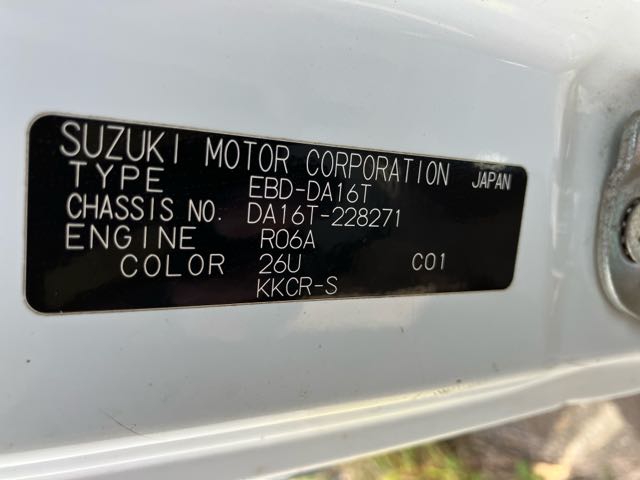 SUZUKI MOTOR CORPORATION JAPAN
TYPE EBD-DA16T
CHASSIS NO. DA16T-228271
ENGINE R06A
COLOR 26U C01
KKCR-S